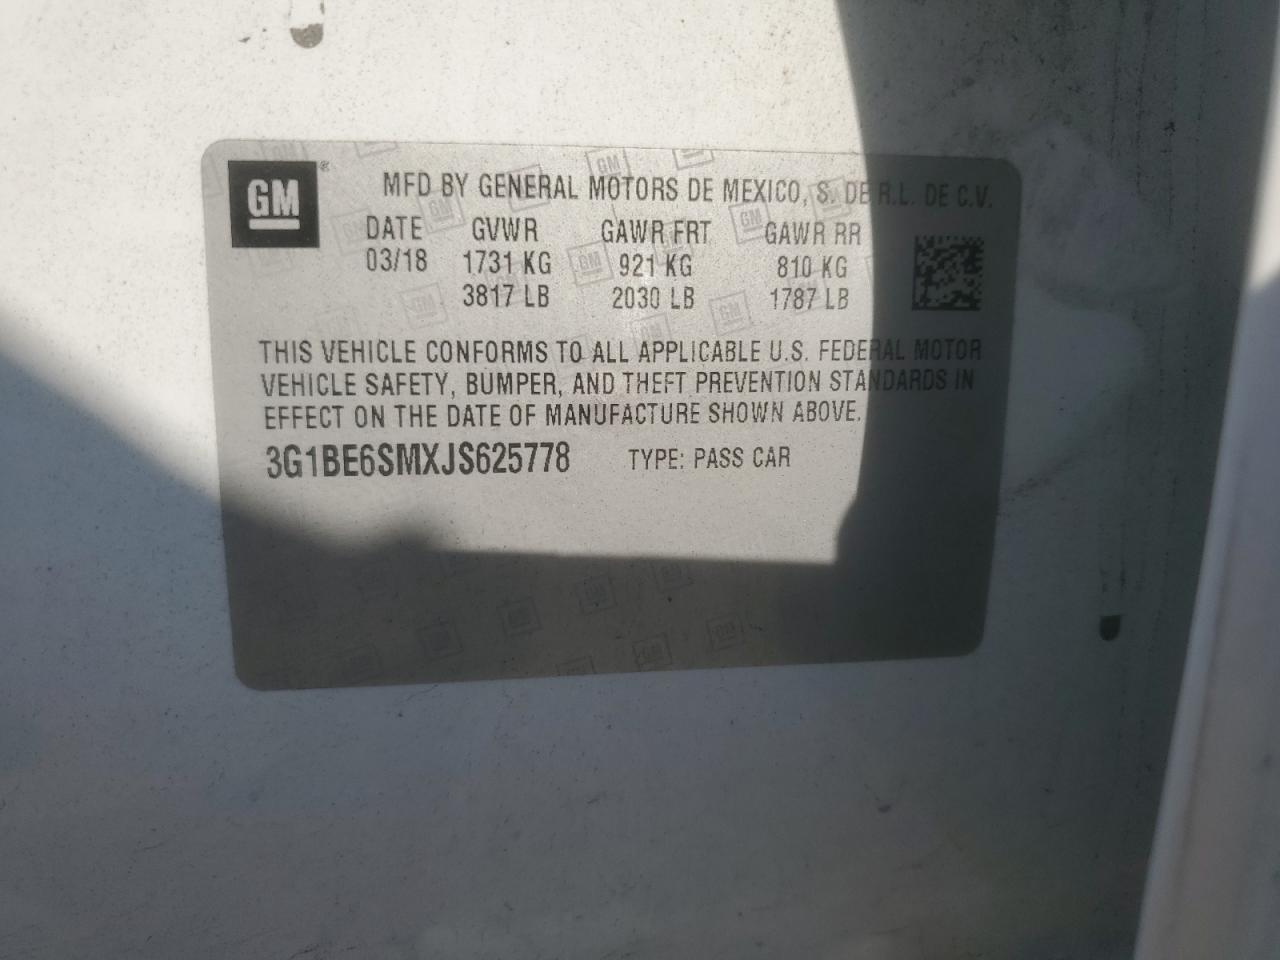 GM ®
MFD BY GENERAL MOTORS DE MEXICO, S. DE R.L. DE C.V.
DATE GVWR GAWR FRT GAWR RR
03/18 1731 KG 921 KG 810 KG
3817 LB 2030 LB 1787 LB
THIS VEHICLE CONFORMS TO ALL APPLICABLE U.S. FEDERAL MOTOR
VEHICLE SAFETY, BUMPER, AND THEFT PREVENTION STANDARDS IN
EFFECT ON THE DATE OF MANUFACTURE SHOWN ABOVE.
3G1BE6SMXJS625778 TYPE: PASS CAR